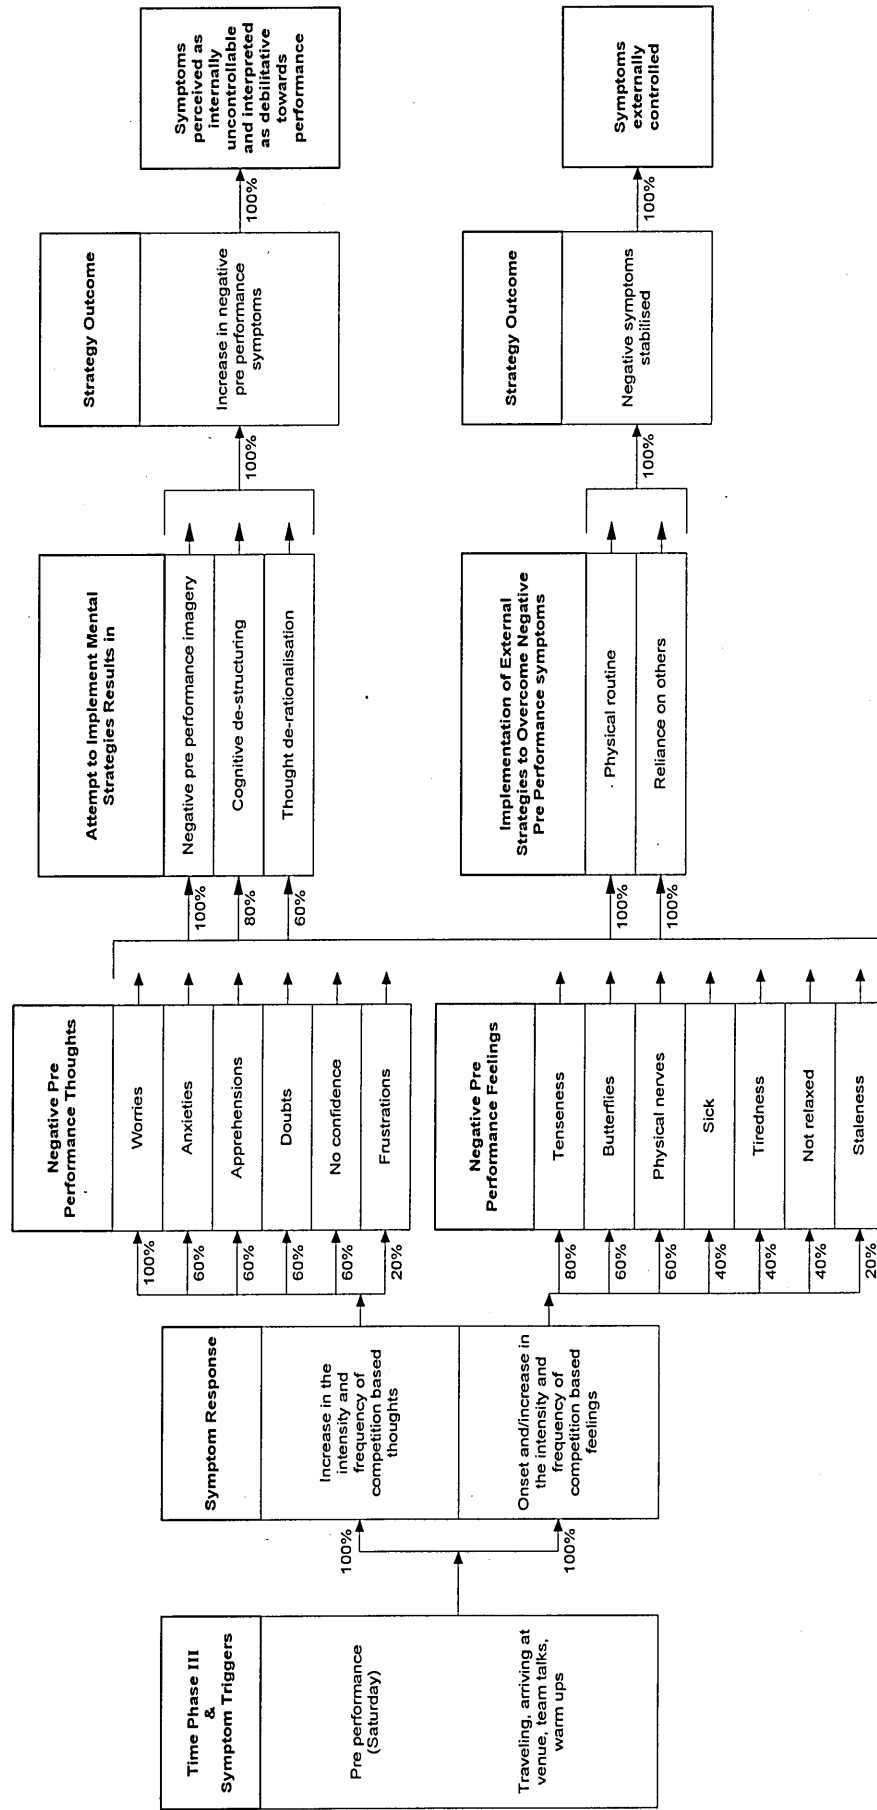 Time Phase III
&
Symptom Triggers
Pre performance
(Saturday)
Traveling, arriving at
venue, team talks,
warm ups
100%
100%
Symptom Response
Increase in the
intensity and
frequency of
competition based
thoughts
Onset and/increase in
the intensity and
frequency of
competition based
feelings
100%
60%
60%
60%
60%
20%
Negative Pre
Performance Thoughts
Worries
Anxieties
Apprehensions
Doubts
No confidence
Frustrations
80%
60%
60%
40%
40%
40%
20%
Negative Pre
Performance Feelings
Tenseness
Butterflies
Physical nerves
Sick
Tiredness
Not relaxed
Staleness
100%
80%
60%
Attempt to Implement Mental
Strategies Results in
Negative pre performance imagery
Cognitive de-structuring
Thought de-rationalisation
100%
Strategy Outcome
Increase in negative
pre performance
symptoms
100%
Symptoms
perceived as
internally
uncontrollable
and interpreted
as debilitative
towards
performance
100%
100%
Implementation of External
Strategies to Overcome Negative
Pre Performance symptoms
Physical routine
Reliance on others
100%
Strategy Outcome
Negative symptoms
stabilised
100%
Symptoms
externally
controlled